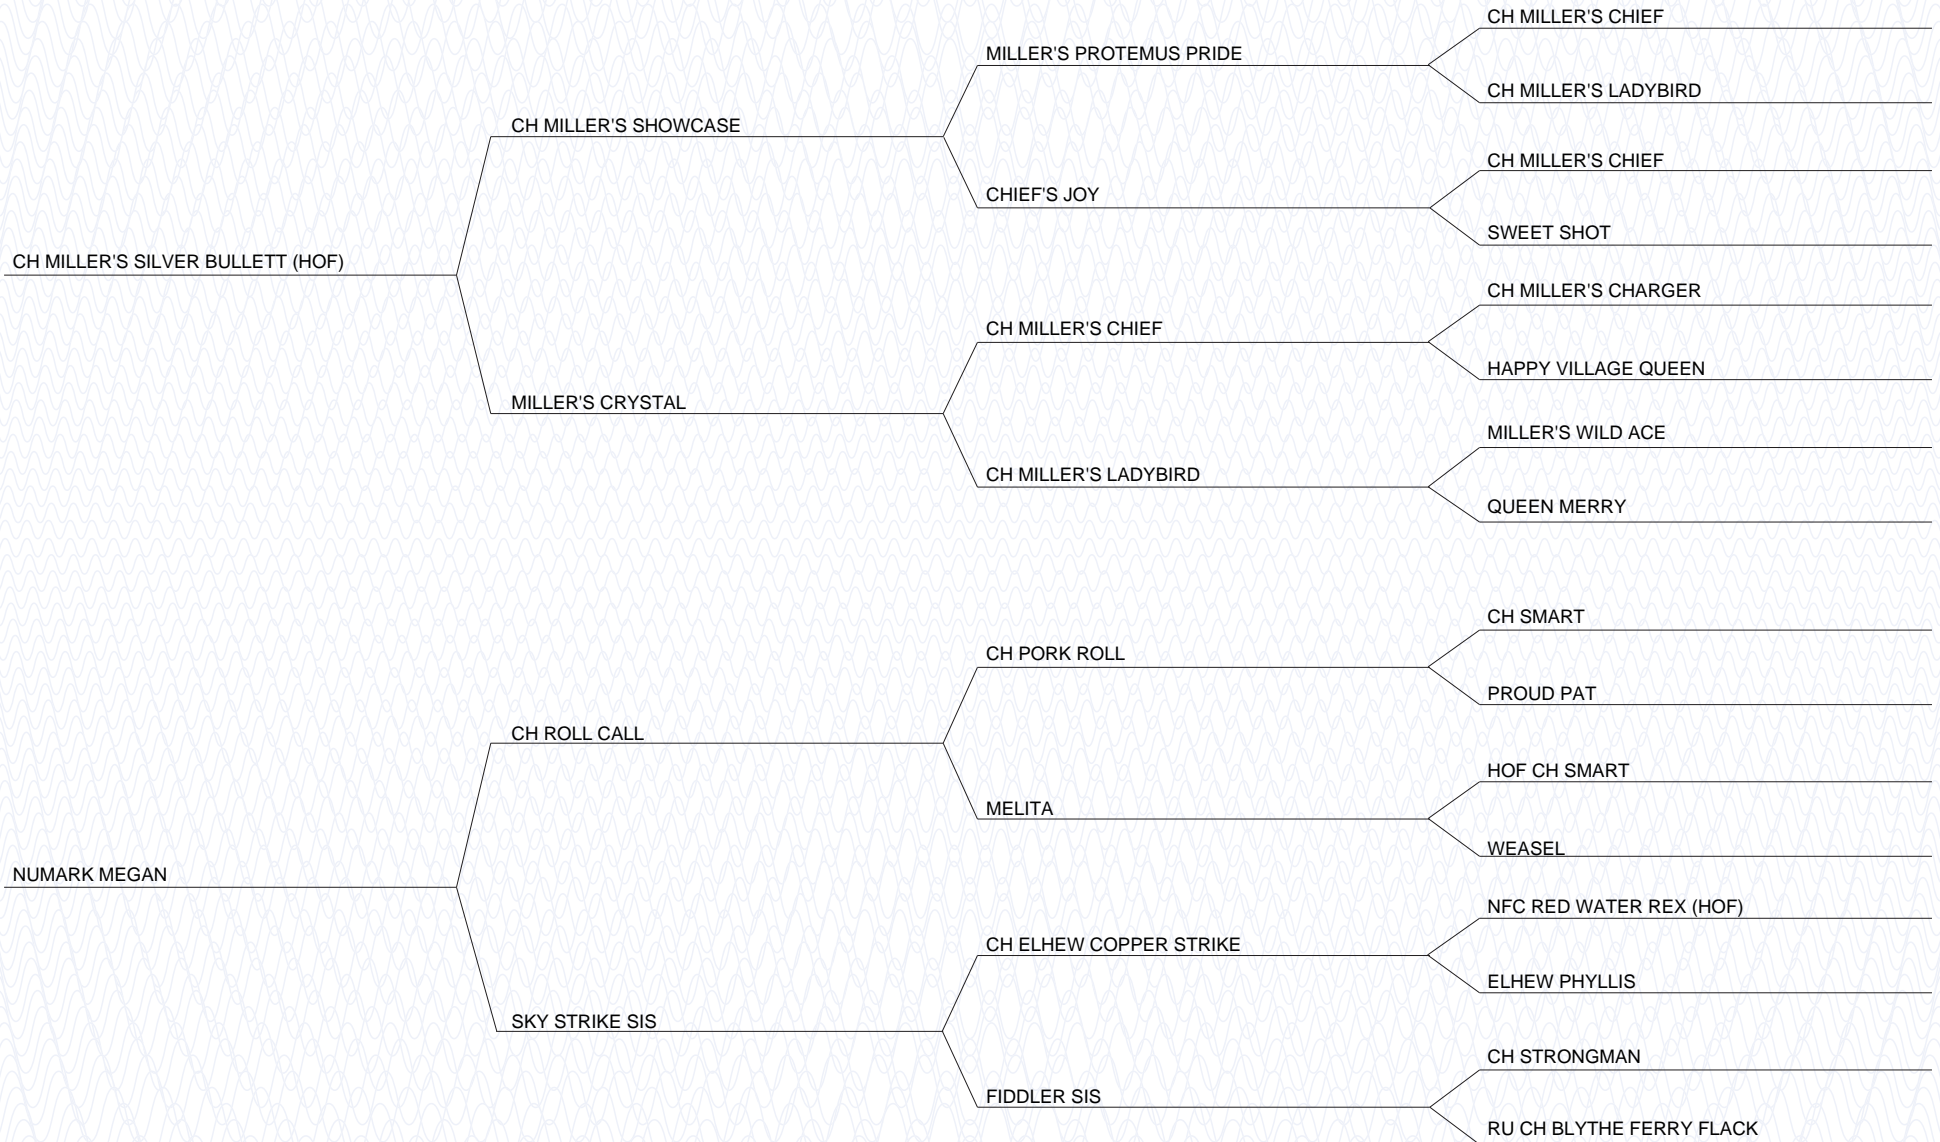 CH MILLER'S CHIEF
MILLER'S PROTEMUS PRIDE
CH MILLER'S LADYBIRD
CH MILLER'S SHOWCASE
CH MILLER'S CHIEF
CHIEF'S JOY
SWEET SHOT
CH MILLER'S SILVER BULLETT (HOF)
CH MILLER'S CHARGER
CH MILLER'S CHIEF
HAPPY VILLAGE QUEEN
MILLER'S CRYSTAL
MILLER'S WILD ACE
CH MILLER'S LADYBIRD
QUEEN MERRY
CH SMART
CH PORK ROLL
PROUD PAT
CH ROLL CALL
HOF CH SMART
MELITA
WEASEL
NUMARK MEGAN
NFC RED WATER REX (HOF)
CH ELHEW COPPER STRIKE
ELHEW PHYLLIS
SKY STRIKE SIS
CH STRONGMAN
FIDDLER SIS
RU CH BLYTHE FERRY FLACK